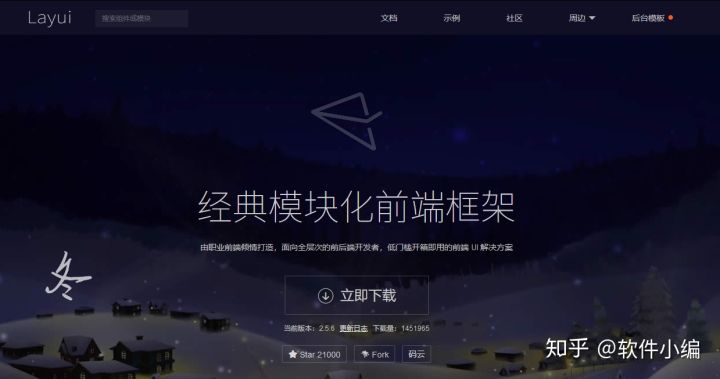 Layui
搜索组件或模块
文档 示例 社区 周边 后台模板
经典模块化前端框架
由职业前端倾情打造，面向全层次的前后端开发者，低门槛开箱即用的前端 UI 解决方案
冬
立即下载
当前版本：2.5.6 更新日志 下载量：1451965
Star 21000 Fork 码云
知乎 @软件小编